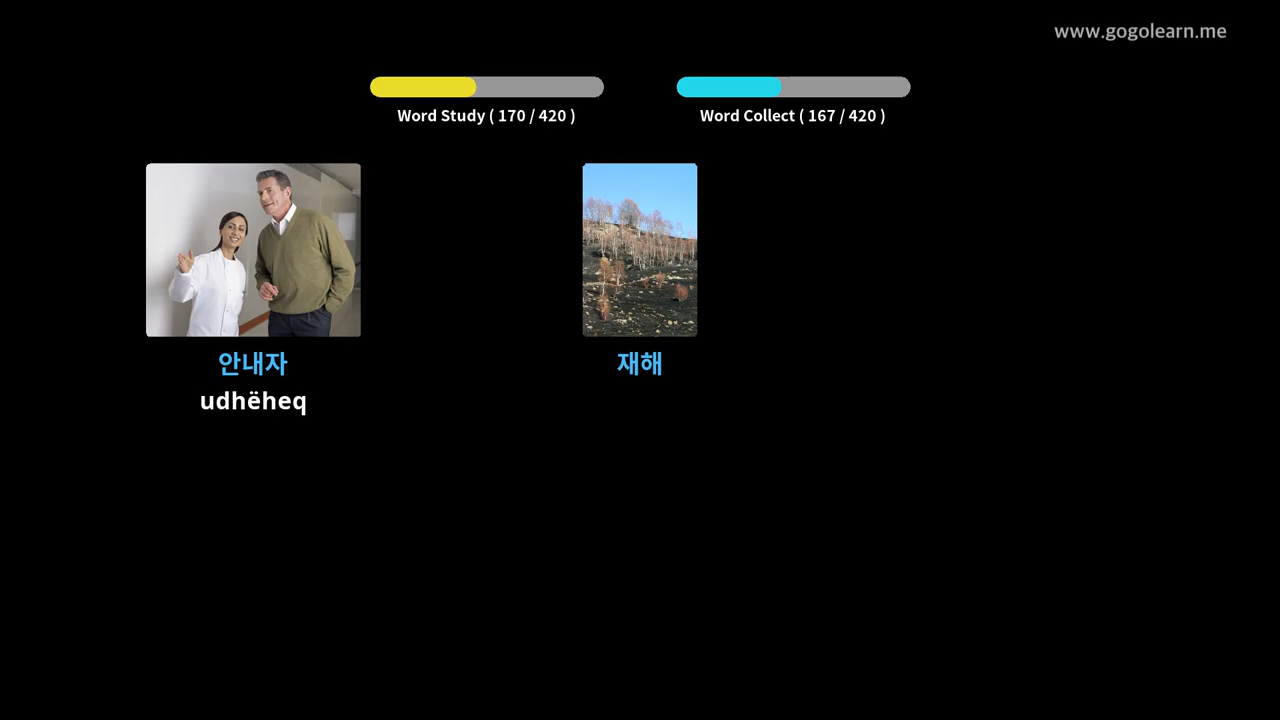 www.gogolearn.me
Word Study ( 170 / 420 )
Word Collect ( 167 / 420 )
안내자
재해
udhëheq